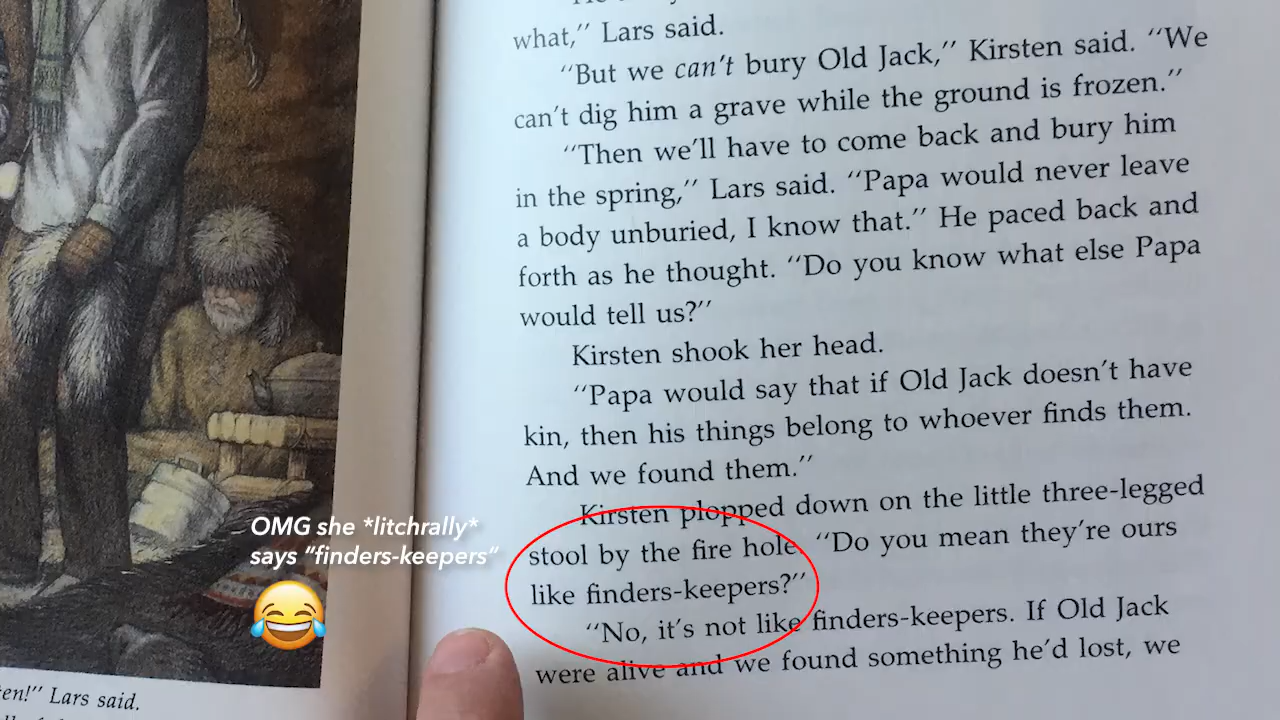 what,” Lars said.
“But we can’t bury Old Jack,” Kirsten said. “We
can’t dig him a grave while the ground is frozen.”
“Then we’ll have to come back and bury him
in the spring,” Lars said. “Papa would never leave
a body unburied, I know that.” He paced back and
forth as he thought. “Do you know what else Papa
would tell us?”
Kirsten shook her head.
“Papa would say that if Old Jack doesn’t have
kin, then his things belong to whoever finds them.
And we found them.”
Kirsten plopped down on the little three-legged
stool by the fire hole. “Do you mean they’re ours
like finders-keepers?”
“No, it’s not like finders-keepers. If Old Jack
were alive and we found something he’d lost, we
OMG she *litchrally*
says “finders-keepers”
ten!” Lars said.